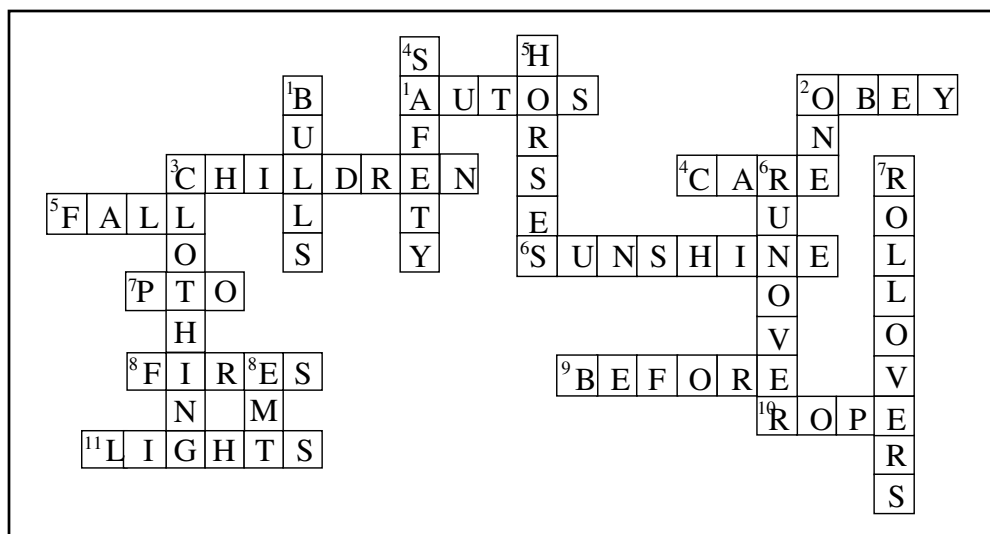 4S 5H
1B 1A U T O S 2O B E Y
U F R N
3C H I L D R E N S 4C A 6R E 7R
5F A L L L T E U O
O S Y 6S U N S H I N E L
7P T O O L
H V O
8F I R 8E S 9B E F O R E V
N M 10R O P E
11L I G H T S R
S